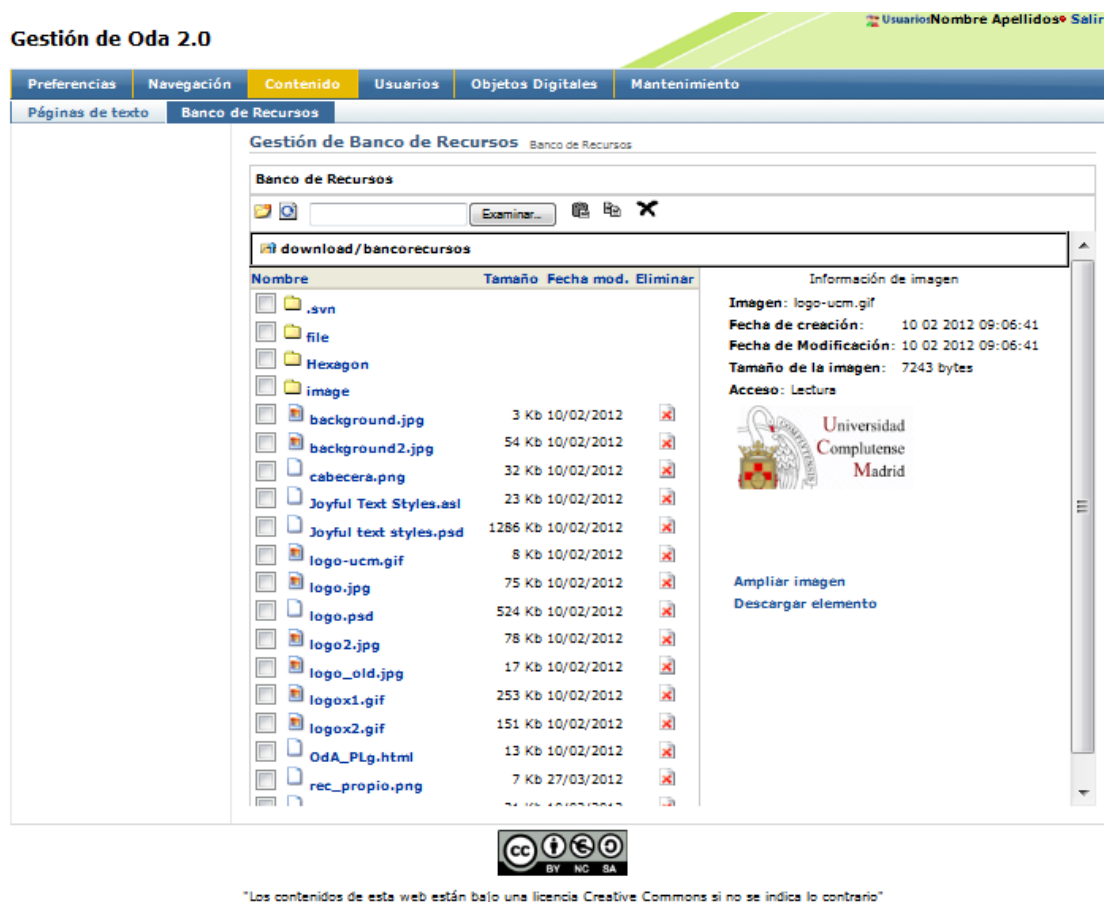 Usuarios Nombre Apellidos Salir
Gestión de Oda 2.0
Preferencias Navegación Contenido Usuarios Objetos Digitales Mantenimiento
Páginas de texto Banco de Recursos
Gestión de Banco de Recursos Banco de Recursos
Banco de Recursos
Examinar...
download/bancorecursos
Nombre Tamaño Fecha mod. Eliminar
.svn
file
Hexagon
image
background.jpg 3 Kb 10/02/2012
background2.jpg 54 Kb 10/02/2012
cabecera.png 32 Kb 10/02/2012
Joyful Text Styles.asl 23 Kb 10/02/2012
Joyful text styles.psd 1286 Kb 10/02/2012
logo-ucm.gif 8 Kb 10/02/2012
logo.jpg 75 Kb 10/02/2012
logo.psd 524 Kb 10/02/2012
logo2.jpg 78 Kb 10/02/2012
logo_old.jpg 17 Kb 10/02/2012
logox1.gif 253 Kb 10/02/2012
logox2.gif 151 Kb 10/02/2012
OdA_PLg.html 13 Kb 10/02/2012
rec_propio.png 7 Kb 27/03/2012
Información de imagen
Imagen: logo-ucm.gif
Fecha de creación: 10 02 2012 09:06:41
Fecha de Modificación: 10 02 2012 09:06:41
Tamaño de la imagen: 7243 bytes
Acceso: Lectura
Universidad
Complutense
Madrid
Ampliar imagen
Descargar elemento
cc
BY NC SA
"Los contenidos de esta web están bajo una licencia Creative Commons si no se indica lo contrario"